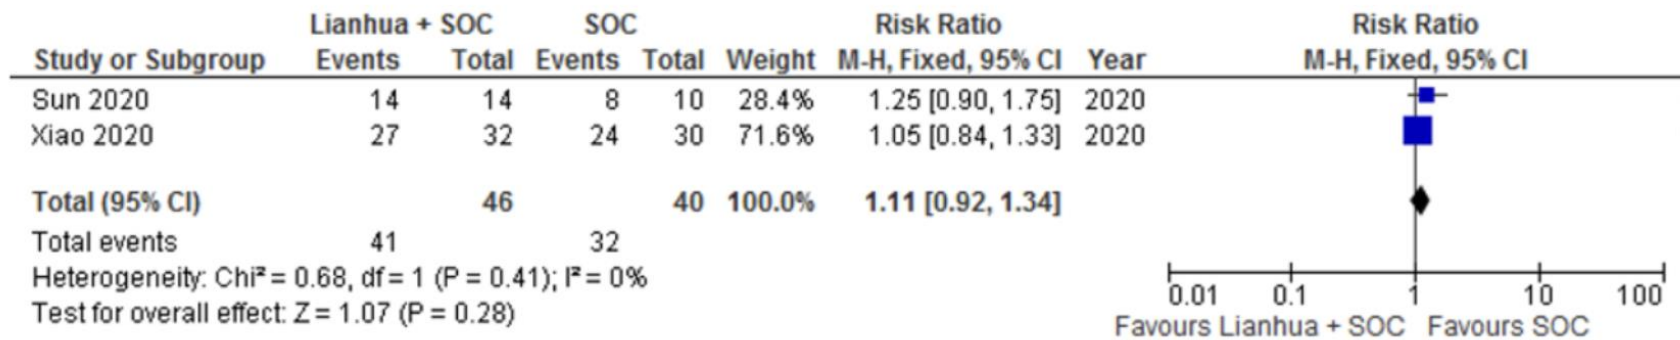 Lianhua + SOC SOC Risk Ratio Risk Ratio
Study or Subgroup Events Total Events Total Weight M-H, Fixed, 95% CI Year M-H, Fixed, 95% CI
Sun 2020 14 14 8 10 28.4% 1.25 [0.90, 1.75] 2020
Xiao 2020 27 32 24 30 71.6% 1.05 [0.84, 1.33] 2020
Total (95% CI) 46 40 100.0% 1.11 [0.92, 1.34]
Total events 41 32
Heterogeneity: Chi² = 0.68, df = 1 (P = 0.41); I² = 0%
Test for overall effect: Z = 1.07 (P = 0.28)
0.01 0.1 1 10 100
Favours Lianhua + SOC Favours SOC